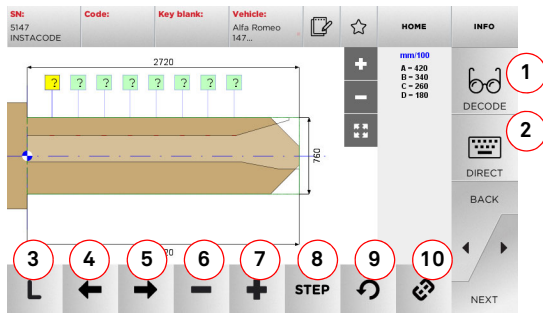 SN:
5147
INSTACODE
Code:
Key blank:
Vehicle:
Alfa Romeo
147...
HOME
INFO
2720
? ? ? ? ? ? ? ?
760
20
mm/100
A - 420
B - 340
C - 260
D - 180
1
DECODE
2
DIRECT
BACK
NEXT
3
4
5
6
7
8
9
10
L
STEP